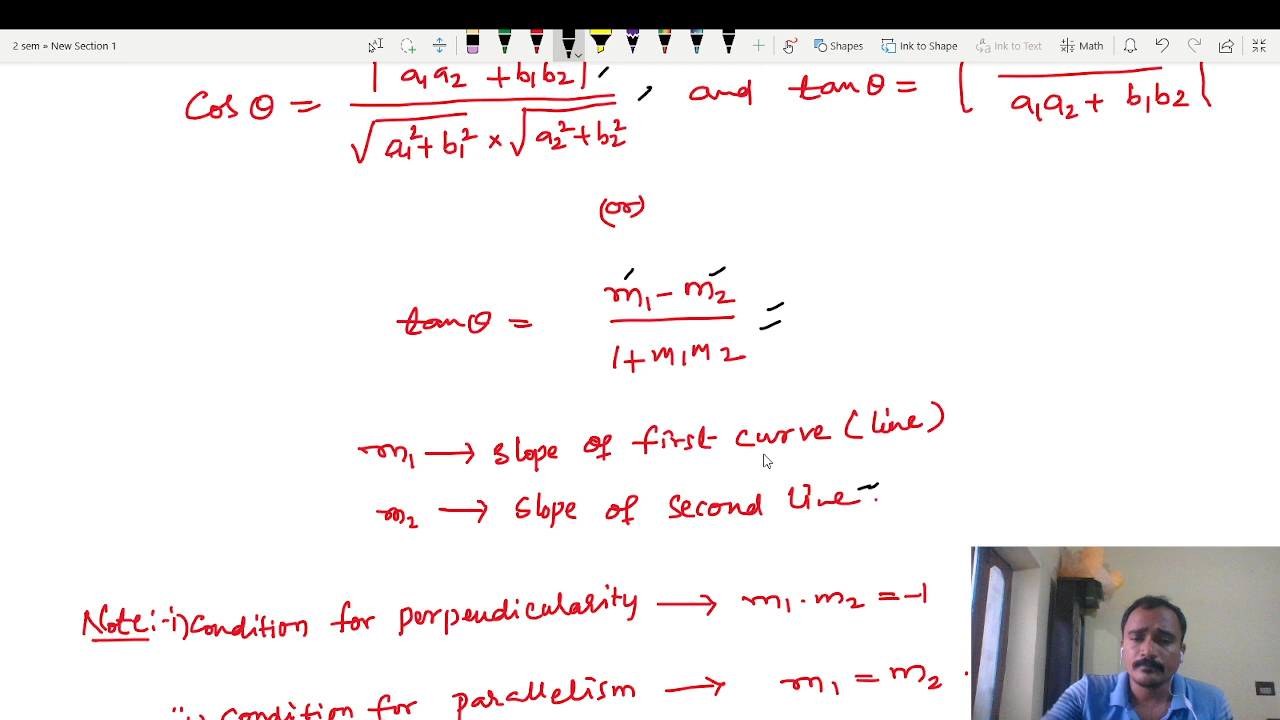 2 sem » New Section 1
Shapes Ink to Shape Ink to Text Math
Cos θ = |a₁a₂ + b₁b₂| / √a₁²+b₁² × √a₂²+b₂² , and tan θ = | / a₁a₂ + b₁b₂ |
(or)
tan θ = m₁ - m₂ / 1+m₁m₂
m₁ → slope of first curve (line)
m₂ → slope of second line .
Note:- i) condition for perpendicularity → m₁ . m₂ = -1
ii) condition for parallelism → m₁ = m₂ .